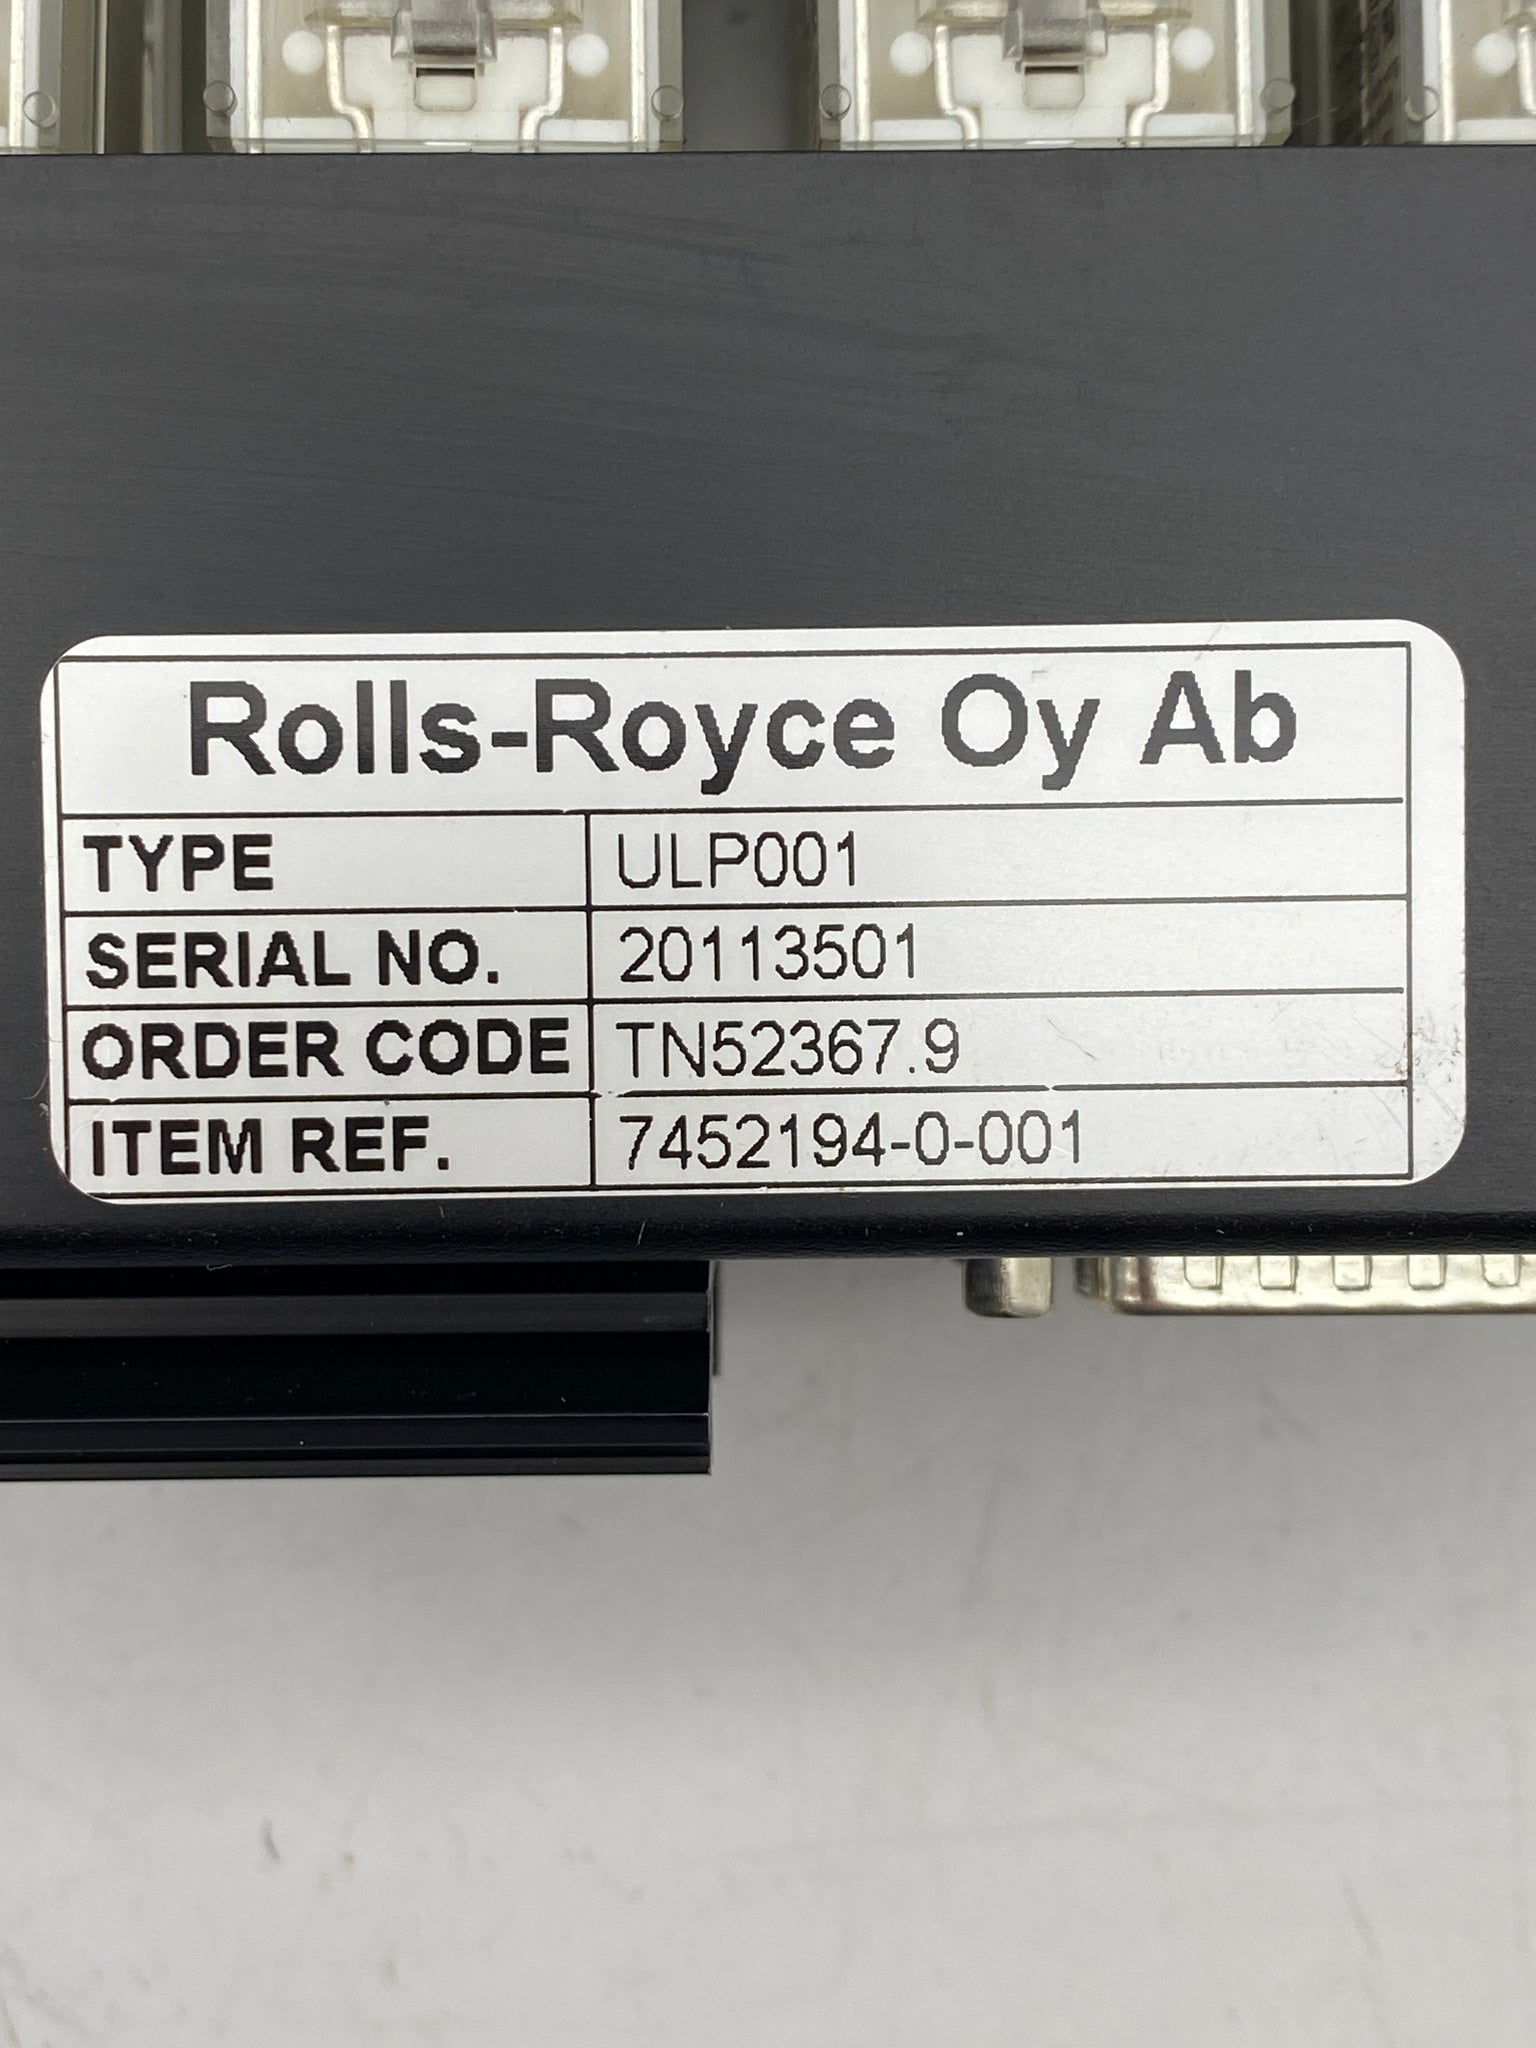 Rolls-Royce Oy Ab
TYPE ULP001
SERIAL NO. 20113501
ORDER CODE TN52367.9
ITEM REF. 7452194-0-001